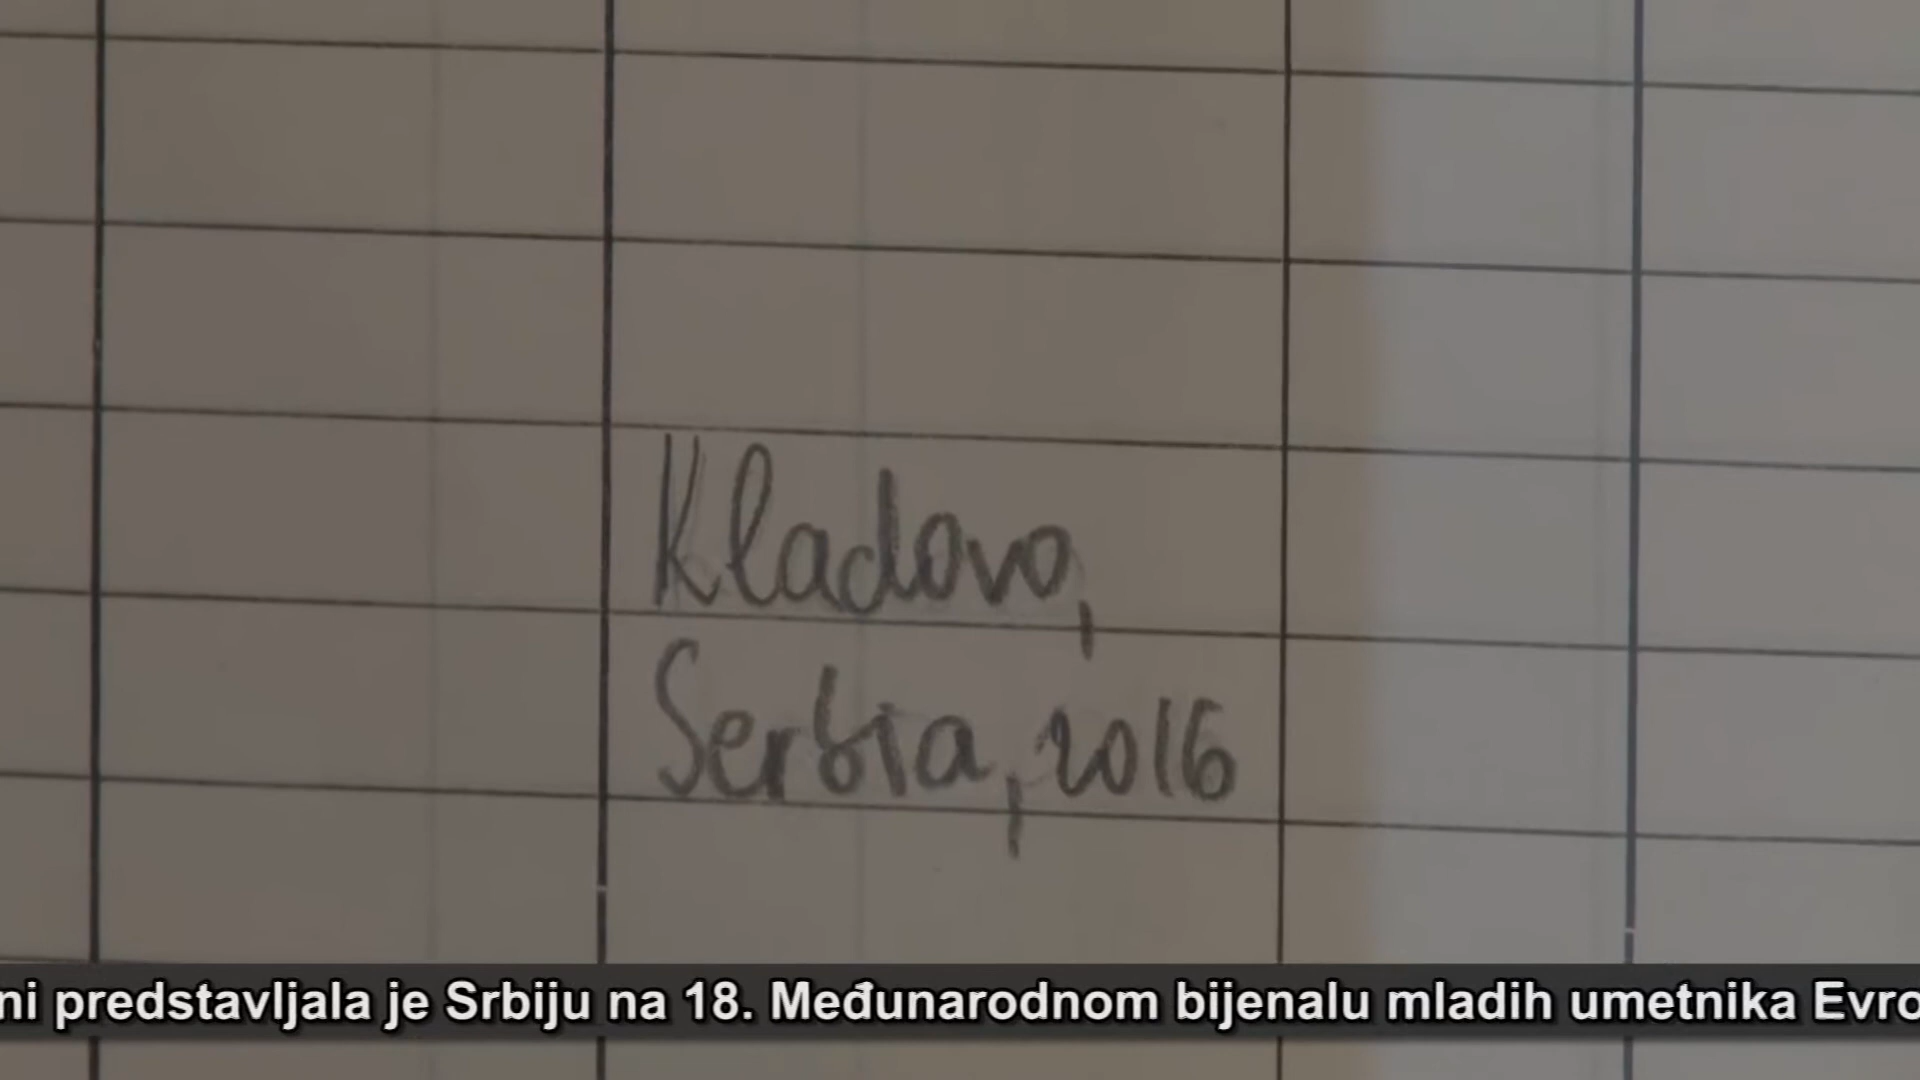 Kladovo,
Serbia, 2016
ni predstavljala je Srbiju na 18. Međunarodnom bijenalu mladih umetnika Evro